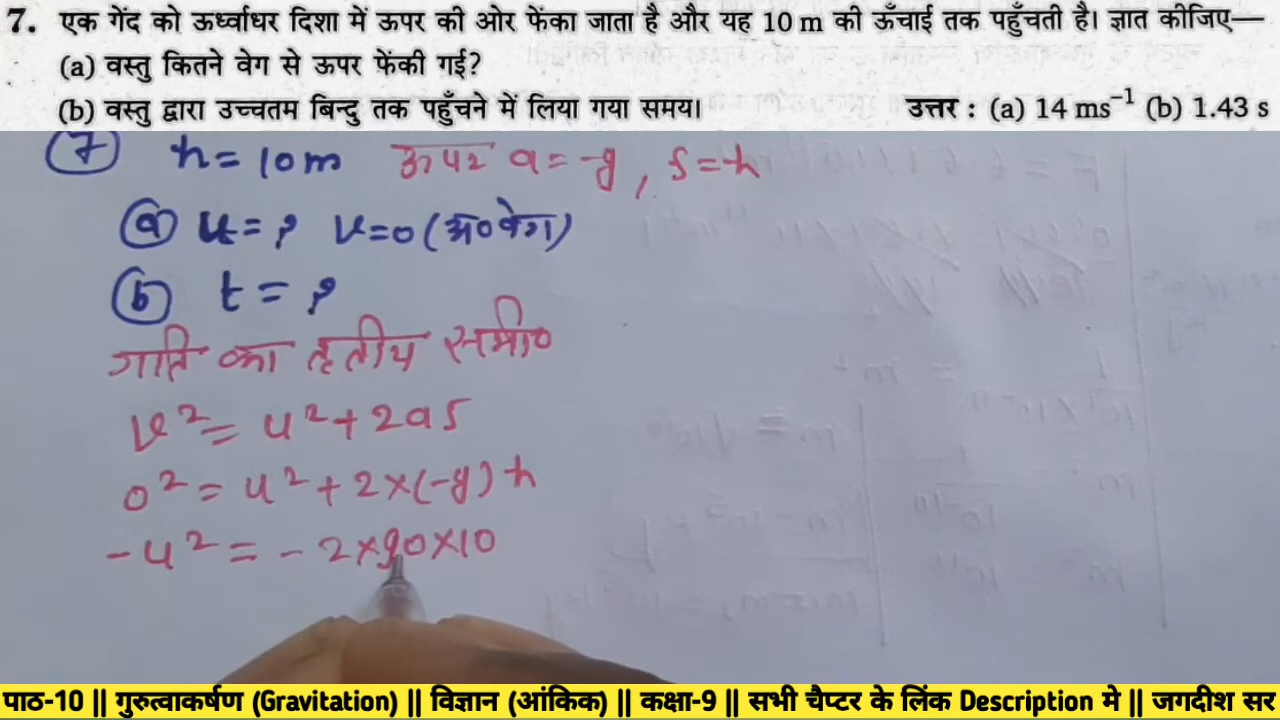 7. एक गेंद को ऊर्ध्वाधर दिशा में ऊपर की ओर फेंका जाता है और यह 10 m की ऊँचाई तक पहुँचती है। ज्ञात कीजिए—
(a) वस्तु कितने वेग से ऊपर फेंकी गई?
(b) वस्तु द्वारा उच्चतम बिन्दु तक पहुँचने में लिया गया समय। उत्तर : (a) 14 ms⁻¹ (b) 1.43 s
(7) h = 10m ऊपर a = -g, s = h
(a) u = ? v = 0 (अ० वेग)
(b) t = ?
गति का तृतीय समी०
v² = u² + 2as
0² = u² + 2×(-g) h
-u² = - 2×90×10
पाठ-10 || गुरुत्वाकर्षण (Gravitation) || विज्ञान (आंकिक) || कक्षा-9 || सभी चैप्टर के लिंक Description मे || जगदीश सर